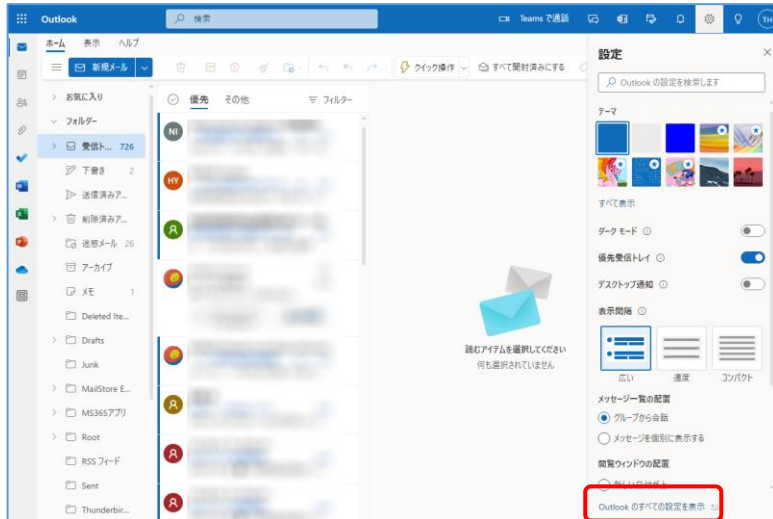 Outlook
検索
Teams で通話
TH
ホーム 表示 ヘルプ
新規メール
クイック操作
すべて開封済みにする
お気に入り
フォルダー
受信ト... 726
下書き 2
送信済みア...
削除済みア...
迷惑メール 26
アーカイブ
メモ 1
Deleted Ite...
Drafts
Junk
MailStore E...
MS365アプリ
Root
RSS フィード
Sent
Thunderbir...
優先 その他 フィルター
NI
HY
A
A
A
A
読むアイテムを選択してください
何も選択されていません
設定
Outlook の設定を検索します
テーマ
すべて表示
ダーク モード
優先受信トレイ
デスクトップ通知
表示間隔
広い 適度 コンパクト
メッセージ一覧の配置
グループから会話
メッセージを個別に表示する
閲覧ウィンドウの配置
新しい日付が上
Outlook のすべての設定を表示